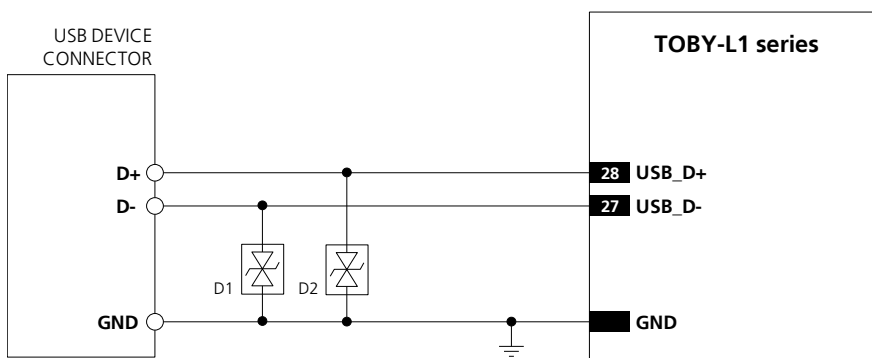 USB DEVICE
CONNECTOR
TOBY-L1 series
D+
28 USB_D+
D-
27 USB_D-
D1
D2
GND
GND